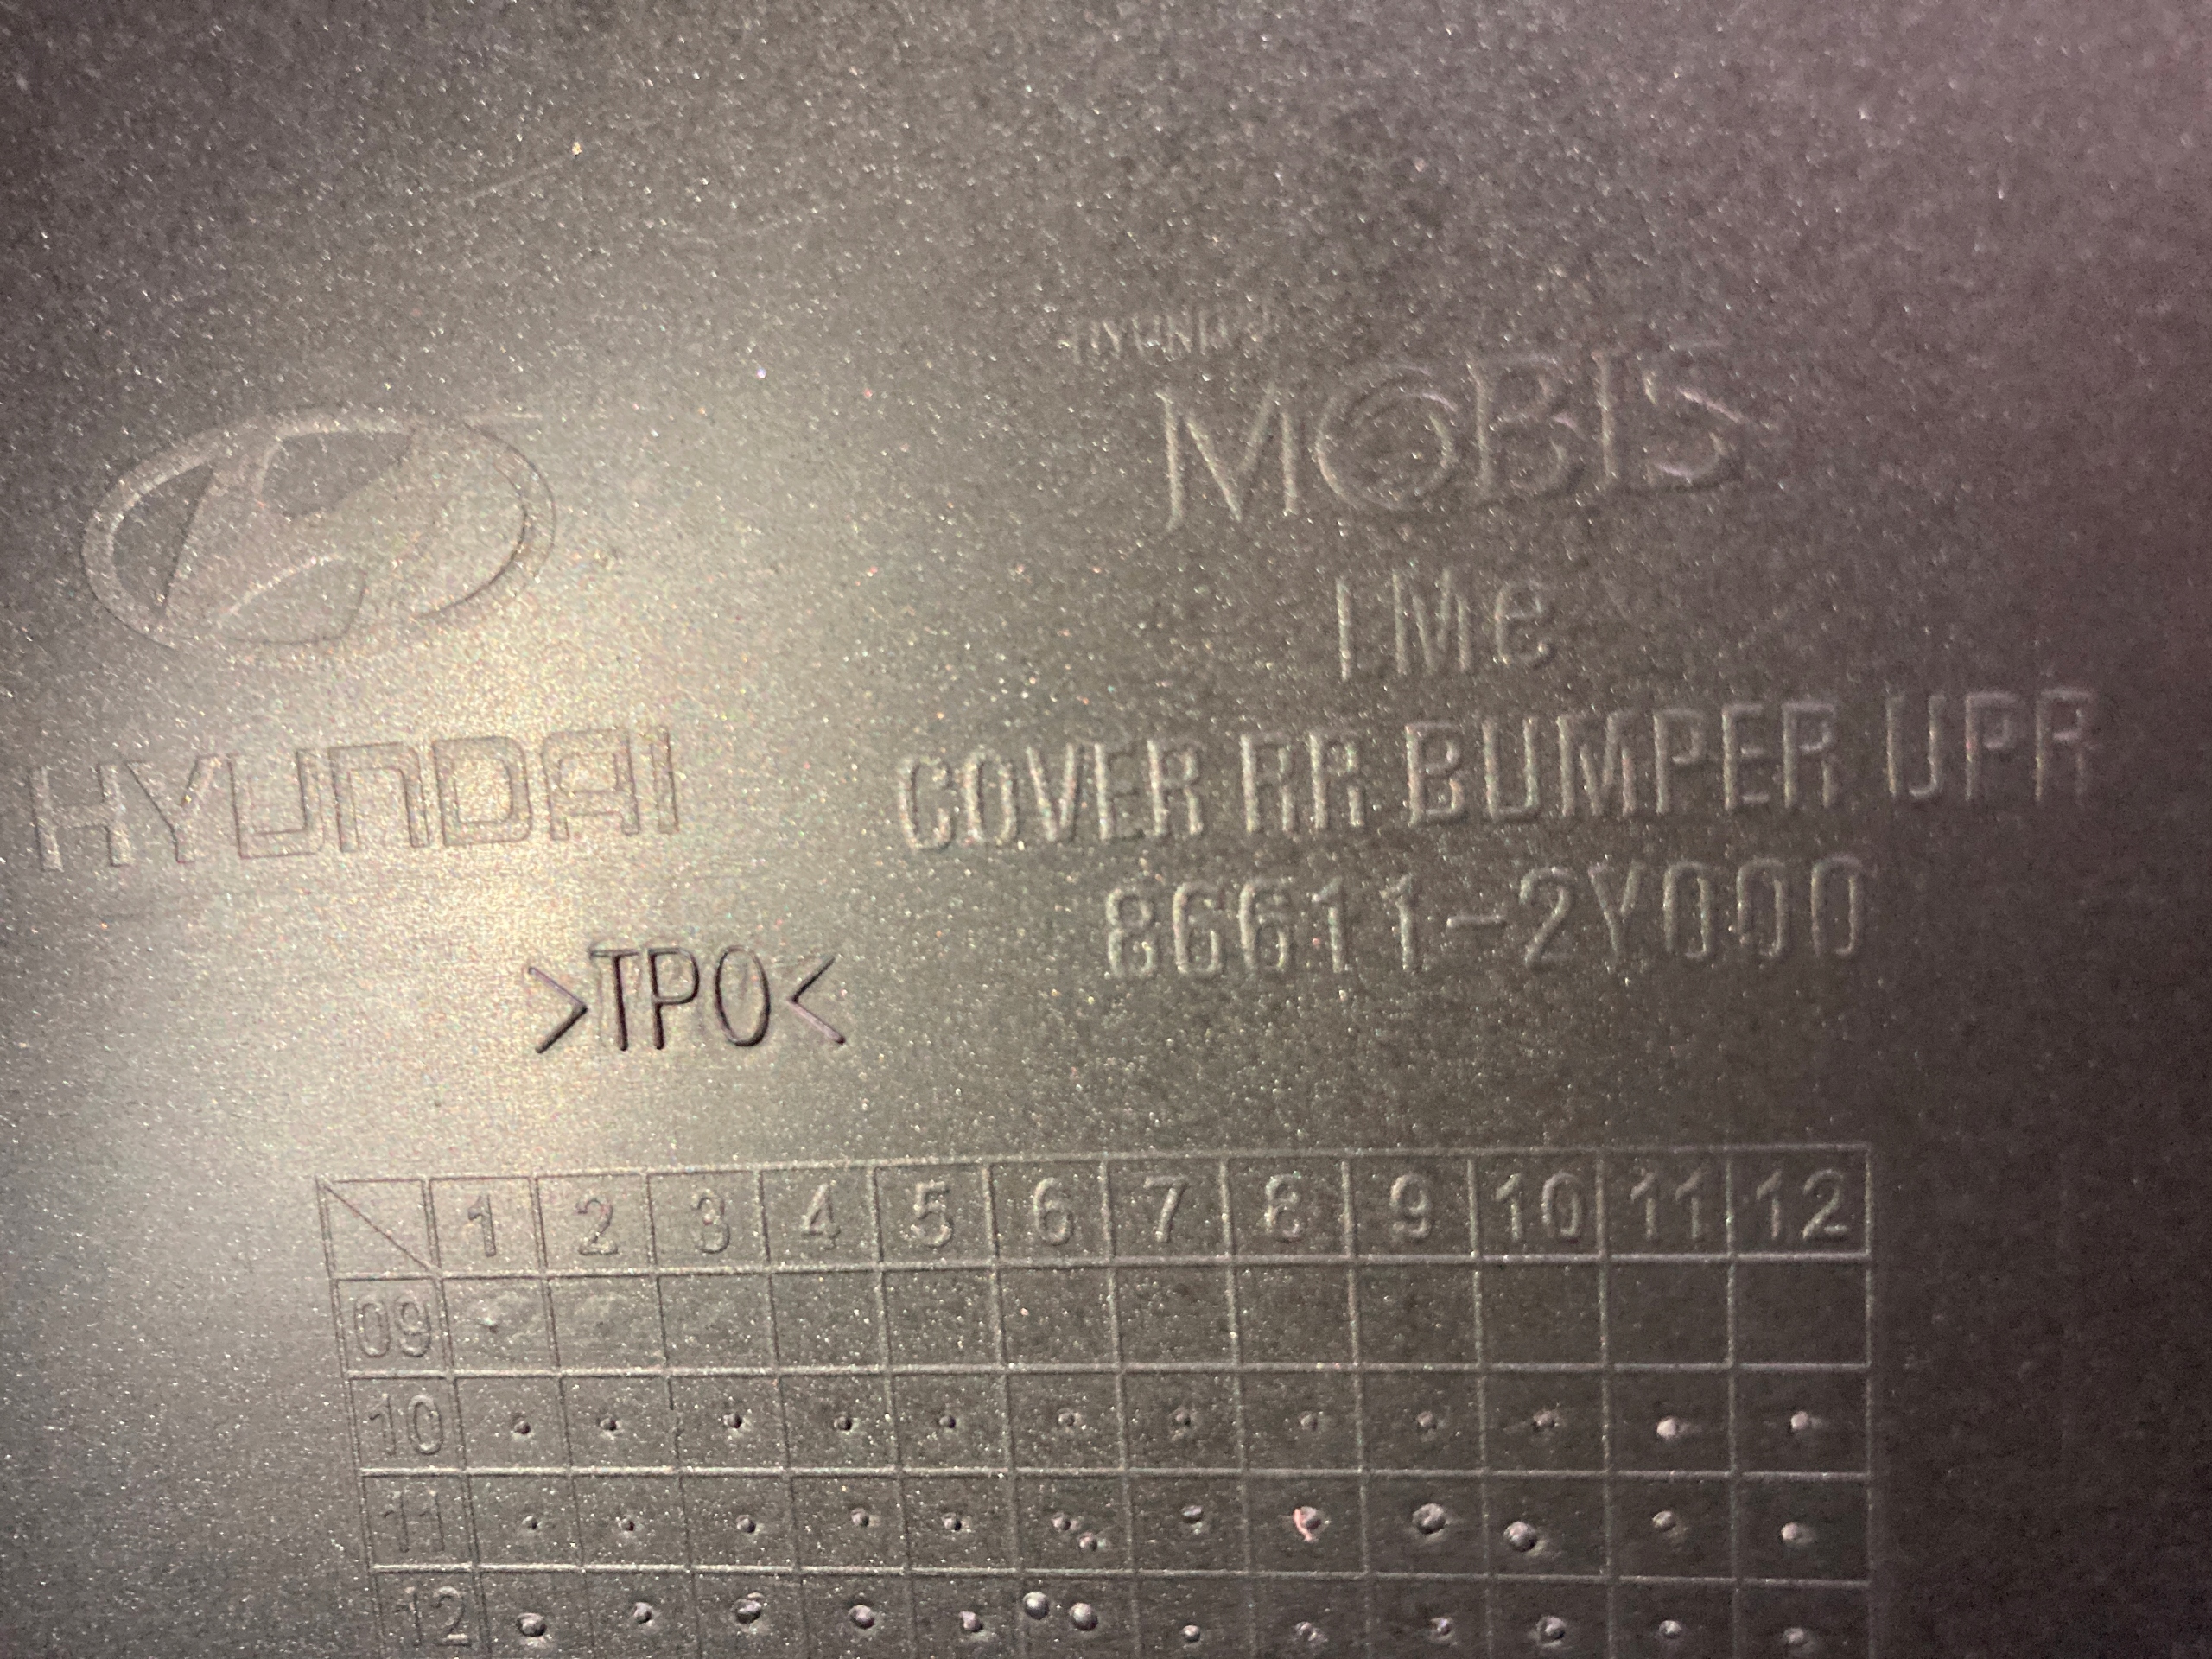 HYUNDAI
MOBIS
LMe
HYUNDAI
COVER RR BUMPER UPR
86611-2Y000
>TPO<
1 2 3 4 5 6 7 8 9 10 11 12
09
10
11
12